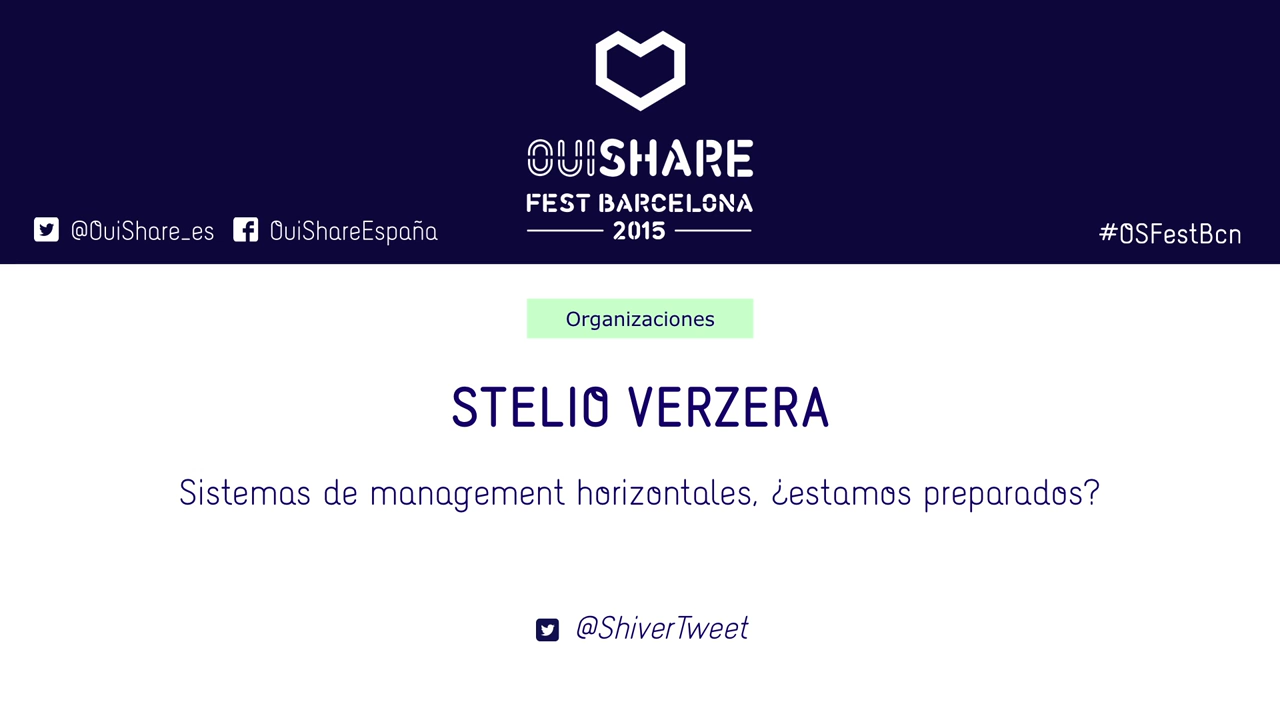 OUISHARE
FEST BARCELONA
2015
@OuiShare_es OuiShareEspaña
#OSFestBcn
Organizaciones
STELIO VERZERA
Sistemas de management horizontales, ¿estamos preparados?
@ShiverTweet